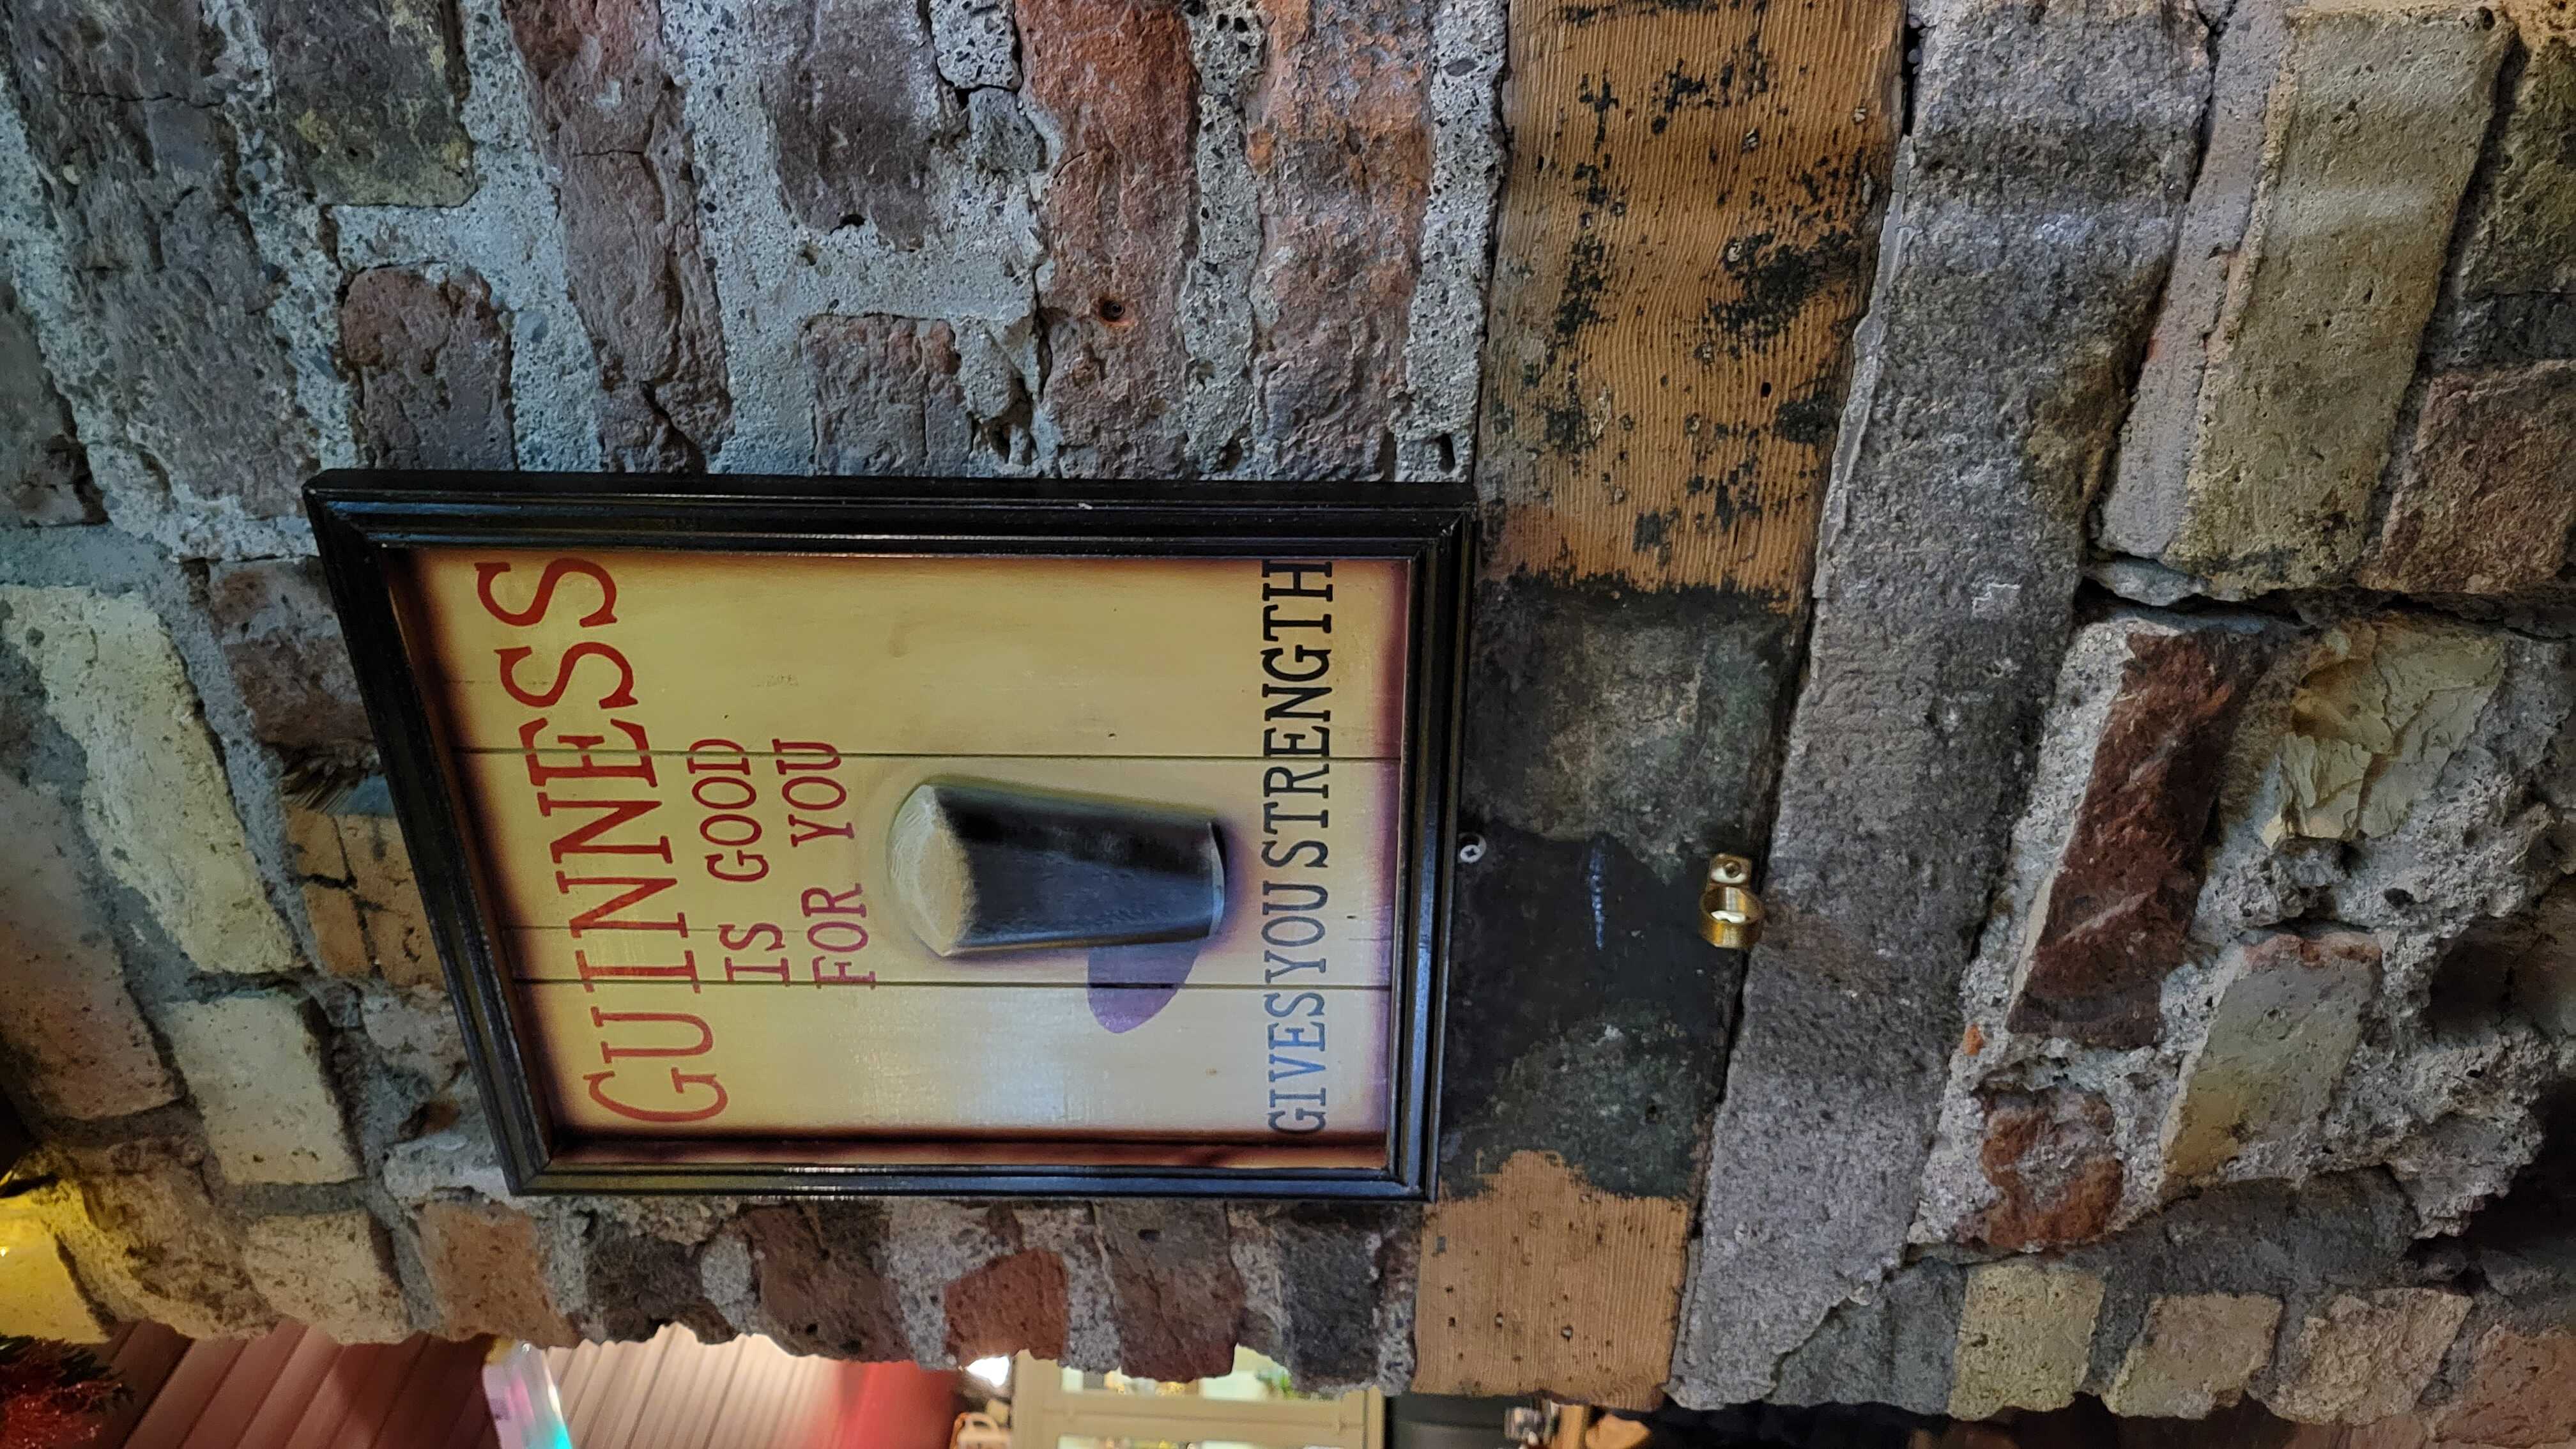 GUINNESS
IS GOOD
FOR YOU
GIVES YOU STRENGTH